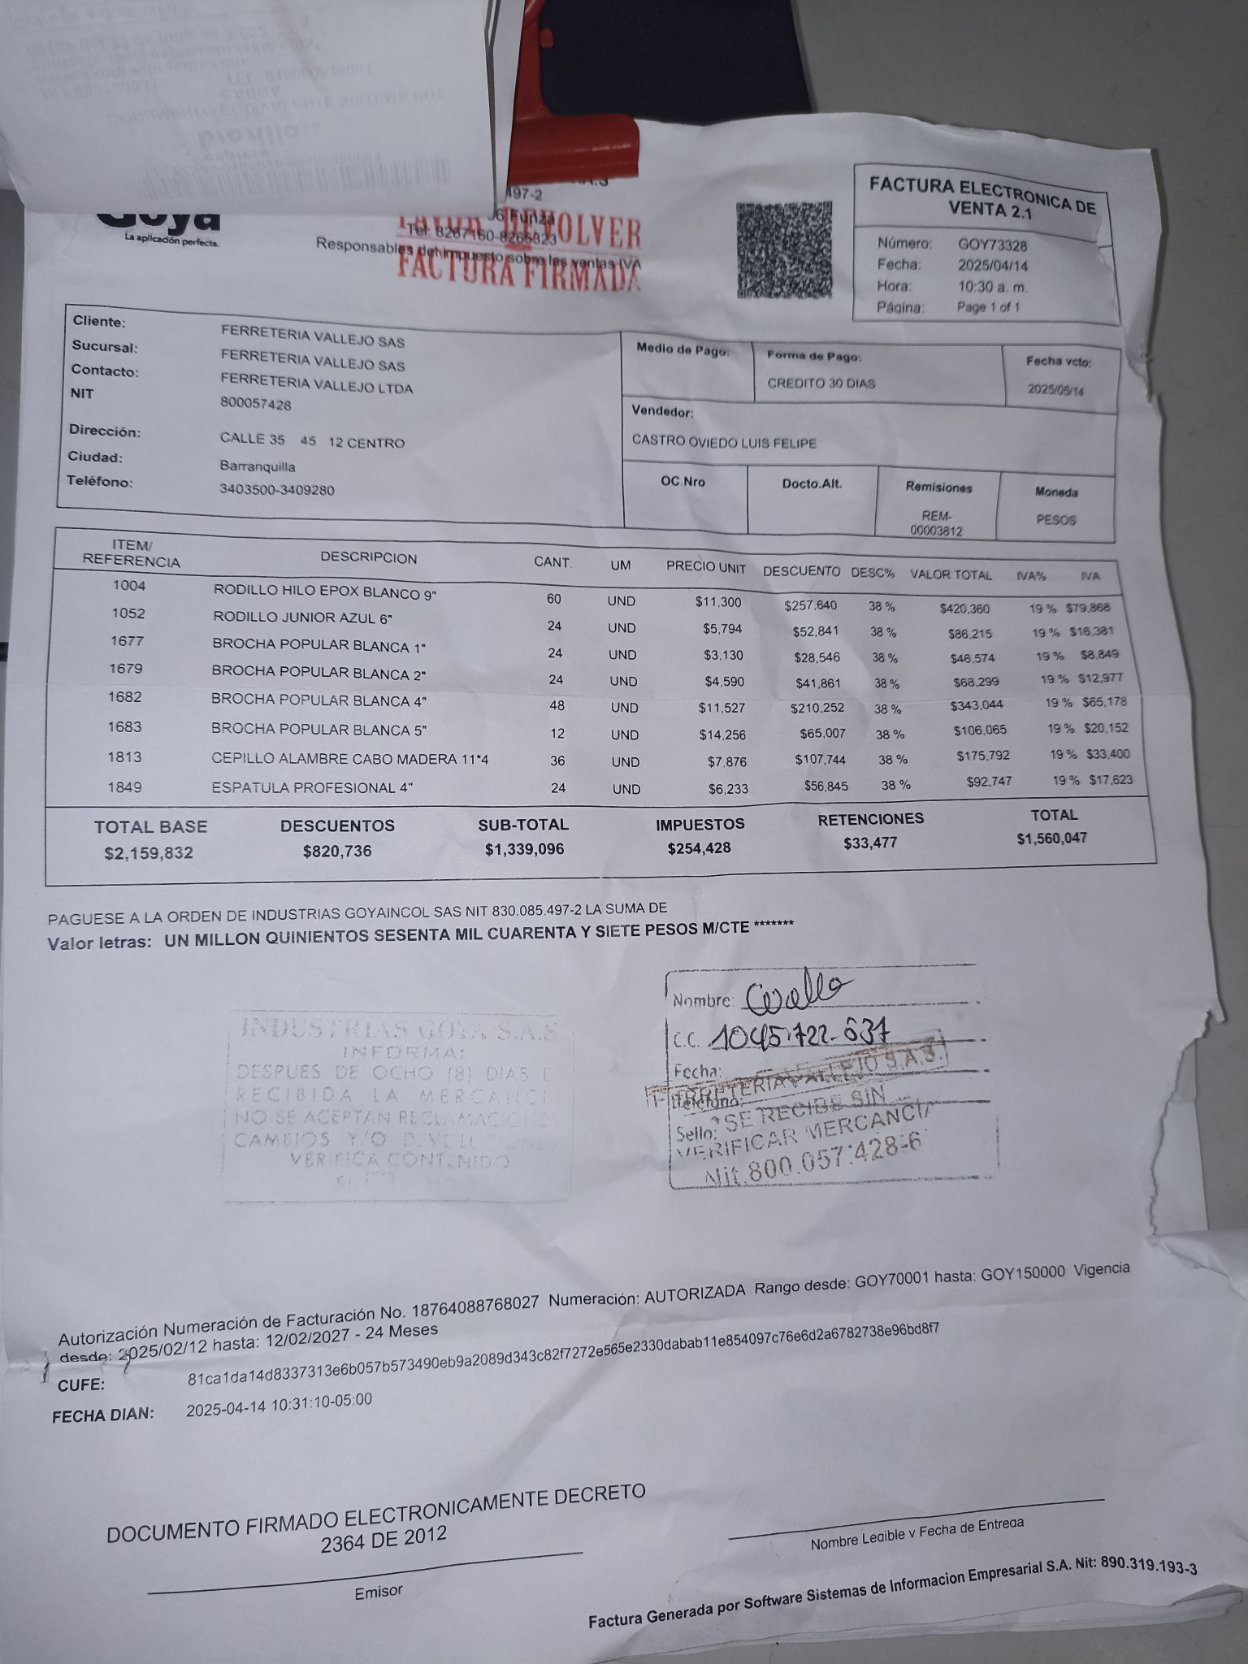 brasilia
497-2
Goya
La aplicación perfecta.
Funza
Tel: 8267160-8265823
Responsables del impuesto sobre las ventas IVA
FAVOR DEVOLVER
FACTURA FIRMADA
FACTURA ELECTRONICA DE
VENTA 2.1
Número: GOY73328
Fecha: 2025/04/14
Hora: 10:30 a. m.
Página: Page 1 of 1
Cliente: FERRETERIA VALLEJO SAS
Sucursal: FERRETERIA VALLEJO SAS
Contacto: FERRETERIA VALLEJO LTDA
NIT 800057428
Dirección: CALLE 35 45 12 CENTRO
Ciudad: Barranquilla
Teléfono: 3403500-3409280
Medio de Pago: Forma de Pago: Fecha vcto:
CREDITO 30 DIAS 2025/05/14
Vendedor:
CASTRO OVIEDO LUIS FELIPE
OC.Nro Docto.Alt. Remisiones Moneda
REM- PESOS
00003812
ITEM/
REFERENCIA DESCRIPCION CANT. UM PRECIO UNIT DESCUENTO DESC% VALOR TOTAL IVA% IVA
1004 RODILLO HILO EPOX BLANCO 9" 60 UND $11,300 $257,640 38 % $420,360 19 % $79,868
1052 RODILLO JUNIOR AZUL 6" 24 UND $5,794 $52,841 38 % $86,215 19 % $16,381
1677 BROCHA POPULAR BLANCA 1" 24 UND $3,130 $28,546 38 % $46,574 19 % $8,849
1679 BROCHA POPULAR BLANCA 2" 24 UND $4,590 $41,861 38 % $68,299 19 % $12,977
1682 BROCHA POPULAR BLANCA 4" 48 UND $11,527 $210,252 38 % $343,044 19 % $65,178
1683 BROCHA POPULAR BLANCA 5" 12 UND $14,256 $65,007 38 % $106,065 19 % $20,152
1813 CEPILLO ALAMBRE CABO MADERA 11*4 36 UND $7,876 $107,744 38 % $175,792 19 % $33,400
1849 ESPATULA PROFESIONAL 4" 24 UND $6,233 $56,845 38 % $92,747 19 % $17,623
TOTAL BASE DESCUENTOS SUB-TOTAL IMPUESTOS RETENCIONES TOTAL
$2,159,832 $820,736 $1,339,096 $254,428 $33,477 $1,560,047
PAGUESE A LA ORDEN DE INDUSTRIAS GOYAINCOL SAS NIT 830.085.497-2 LA SUMA DE
Valor letras: UN MILLON QUINIENTOS SESENTA MIL CUARENTA Y SIETE PESOS M/CTE *******
INDUSTRIAS GOYA S.A.S
INFORMA:
DESPUES DE OCHO (8) DIAS
RECIBIDA LA MERCANCI
NO SE ACEPTAN RECLAMACIONES
CAMBIOS Y/O
VERIFICA CONTENIDO
Nombre:
C.C. 1045.722.637
Fecha:
Teléfono:
Sello:
FERRETERIA VALLEJO S.A.S.
*SE RECIBE SIN
VERIFICAR MERCANCIA
Nit.800.057.428-6
Autorización Numeración de Facturación No. 18764088768027 Numeración: AUTORIZADA Rango desde: GOY70001 hasta: GOY150000 Vigencia
desde: 2025/02/12 hasta: 12/02/2027 - 24 Meses
CUFE: 81ca1da14d8337313e6b057b573490eb9a2089d343c82f7272e565e2330dabab11e854097c76e6d2a6782738e96bd8f7
FECHA DIAN: 2025-04-14 10:31:10-05:00
DOCUMENTO FIRMADO ELECTRONICAMENTE DECRETO
2364 DE 2012
Emisor
Nombre Legible y Fecha de Entrega
Factura Generada por Software Sistemas de Informacion Empresarial S.A. Nit: 890.319.193-3